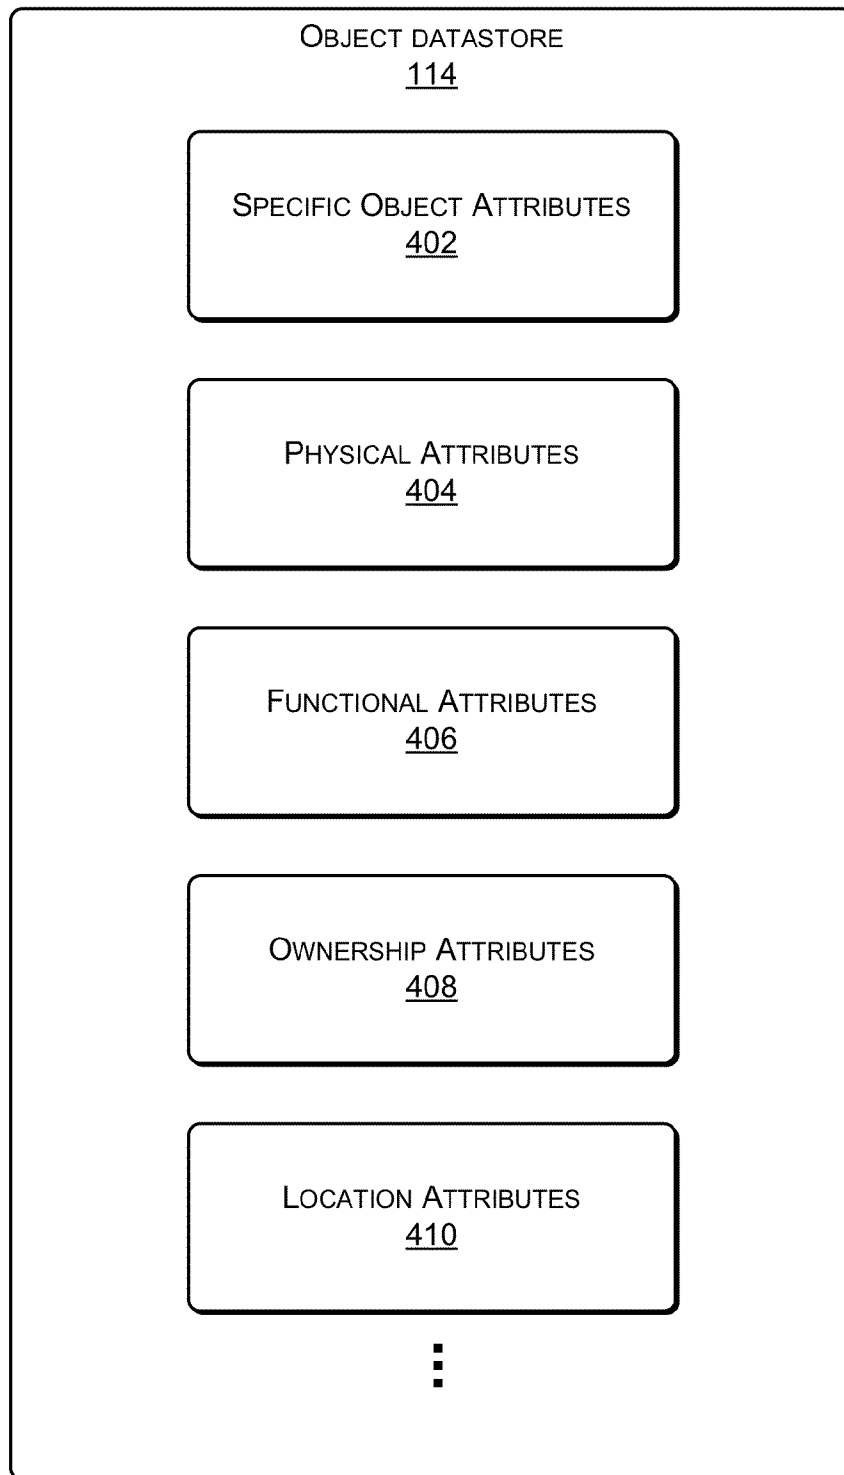 OBJECT DATASTORE
114
SPECIFIC OBJECT ATTRIBUTES
402
PHYSICAL ATTRIBUTES
404
FUNCTIONAL ATTRIBUTES
406
OWNERSHIP ATTRIBUTES
408
LOCATION ATTRIBUTES
410